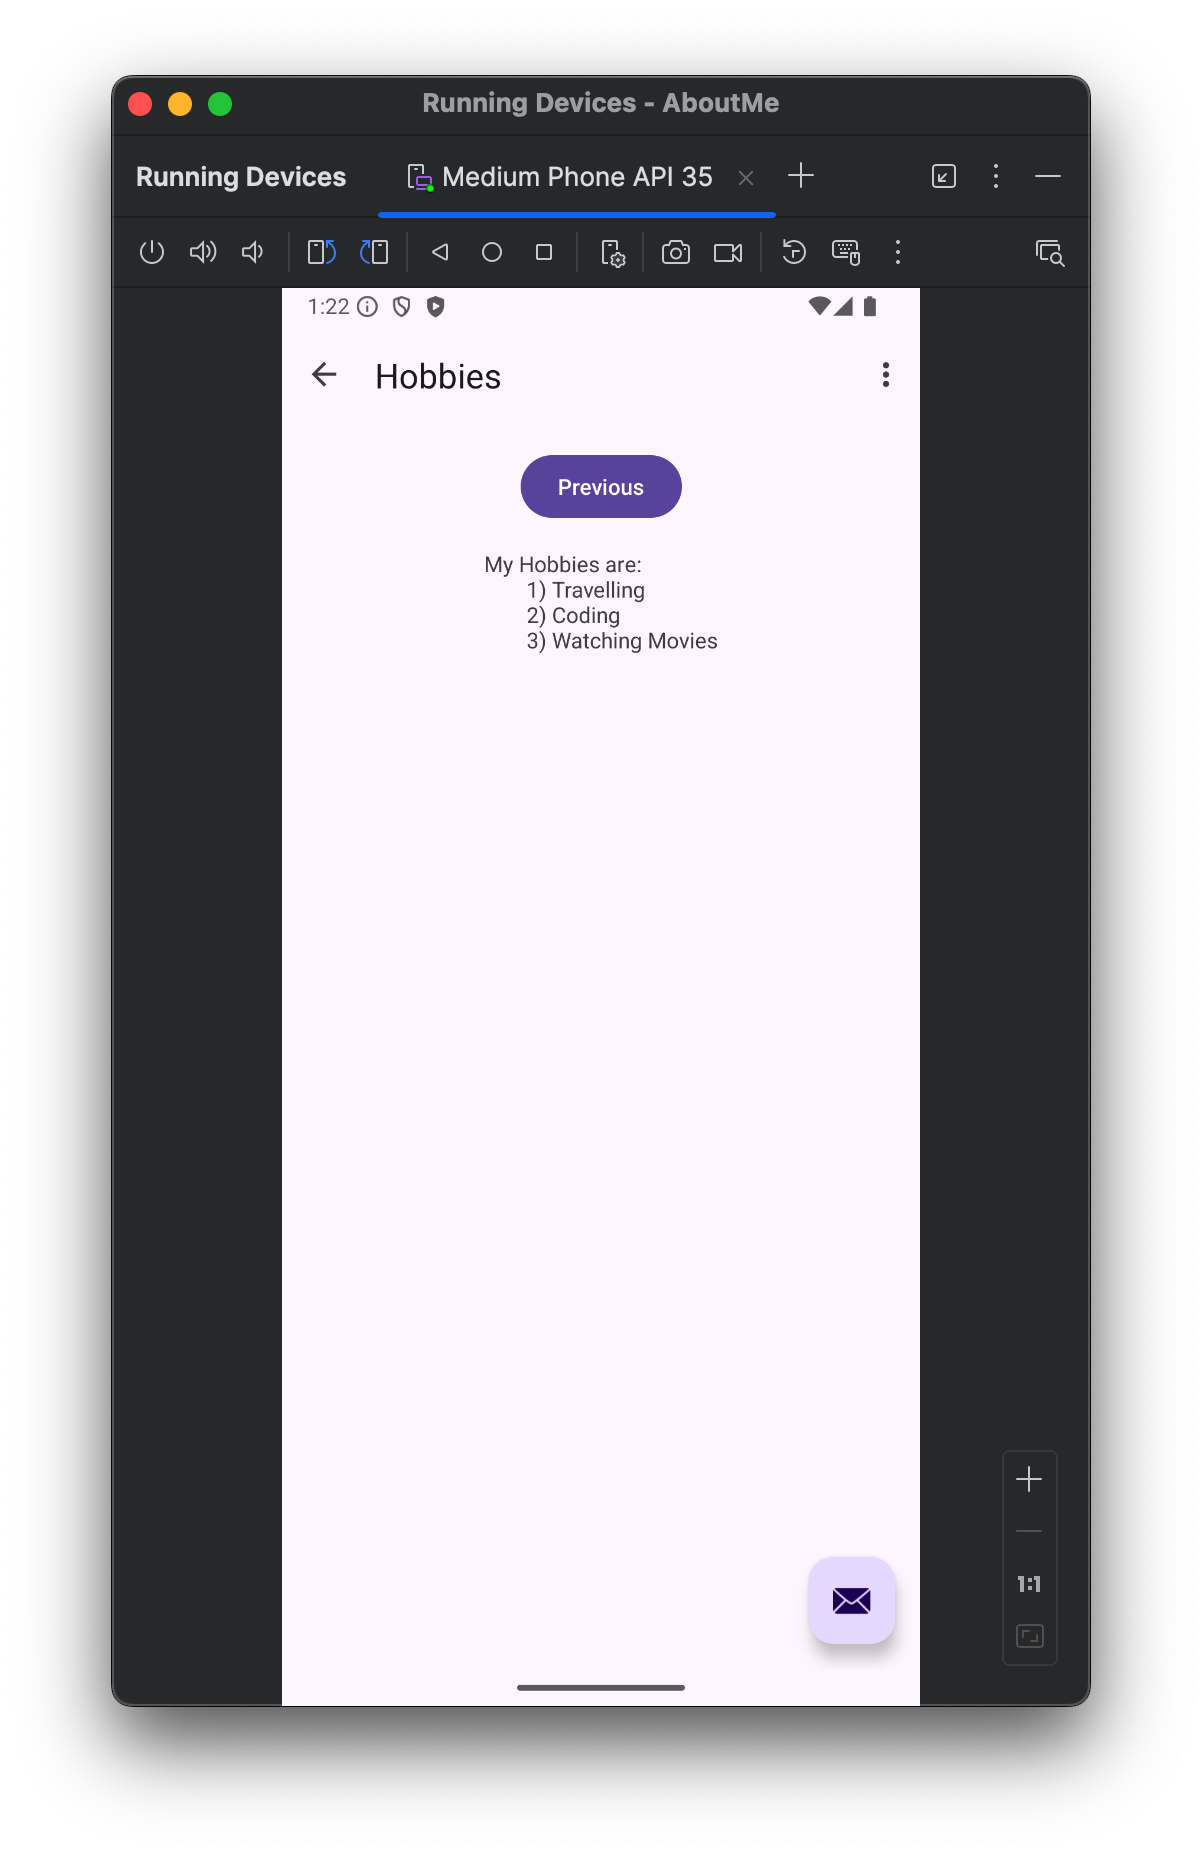 Running Devices - AboutMe
Running Devices
Medium Phone API 35
1:22
Hobbies
Previous
My Hobbies are:
1) Travelling
2) Coding
3) Watching Movies
1:1